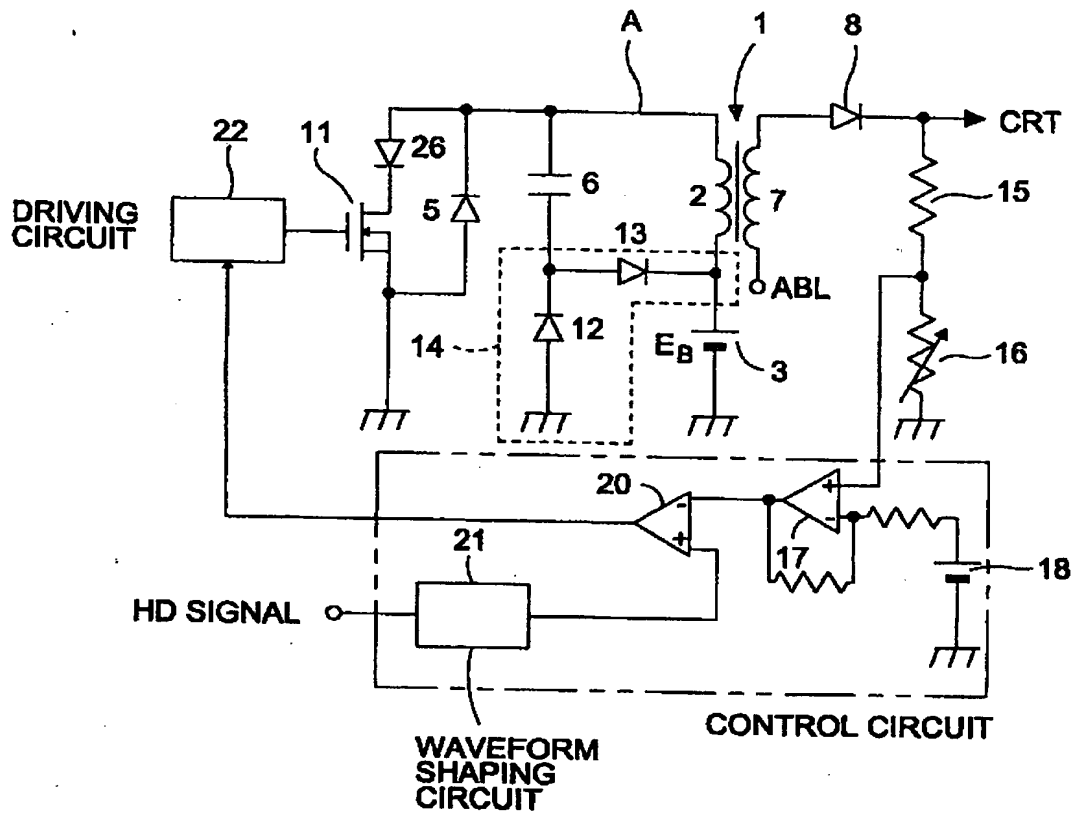 A
1
8
22
11
26
CRT
DRIVING
CIRCUIT
5
6
2
7
15
13
ABL
12
14
E_B
3
16
20
21
17
18
HD SIGNAL
CONTROL CIRCUIT
WAVEFORM
SHAPING
CIRCUIT